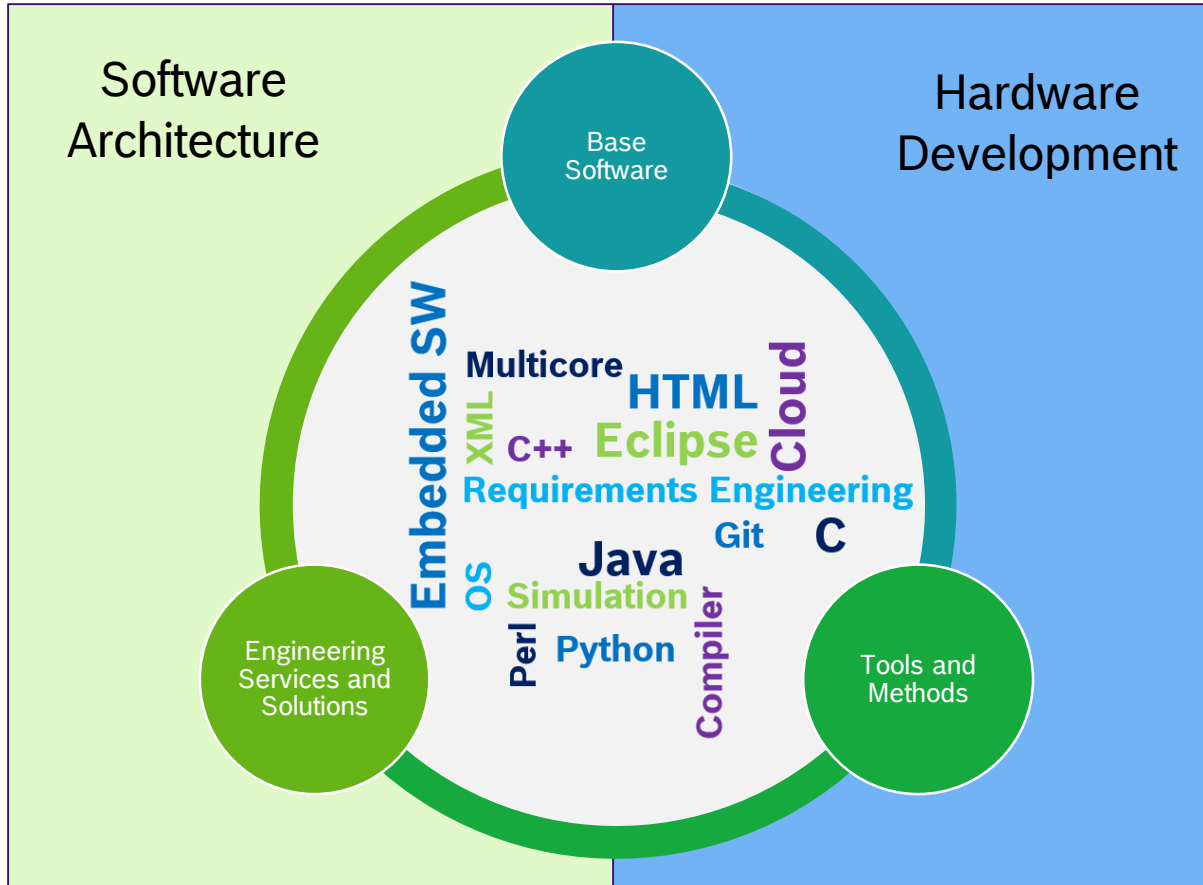 Software
Architecture
Hardware
Development
Base
Software
Embedded SW
Multicore
HTML
Cloud
XML
C++
Eclipse
Requirements Engineering
Git
C
Java
OS
Simulation
Compiler
Perl
Python
Engineering
Services and
Solutions
Tools and
Methods